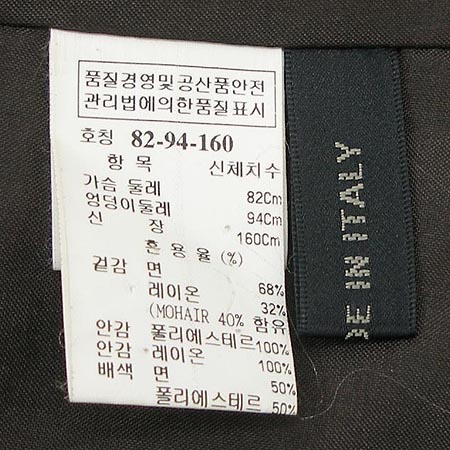 품질경영및공산품안전
관리법에의한품질표시
호칭 82-94-160
항 목 신체치수
가슴 둘레 82Cm
엉덩이둘레 94Cm
신 장 160Cm
혼 용 율 (%)
겉감 면 68%
레이온 32%
(MOHAIR 40% 함유
안감 폴리에스테르 100%
안감 레이온 100%
배색 면 50%
폴리에스테르 50%
DE IN ITALY